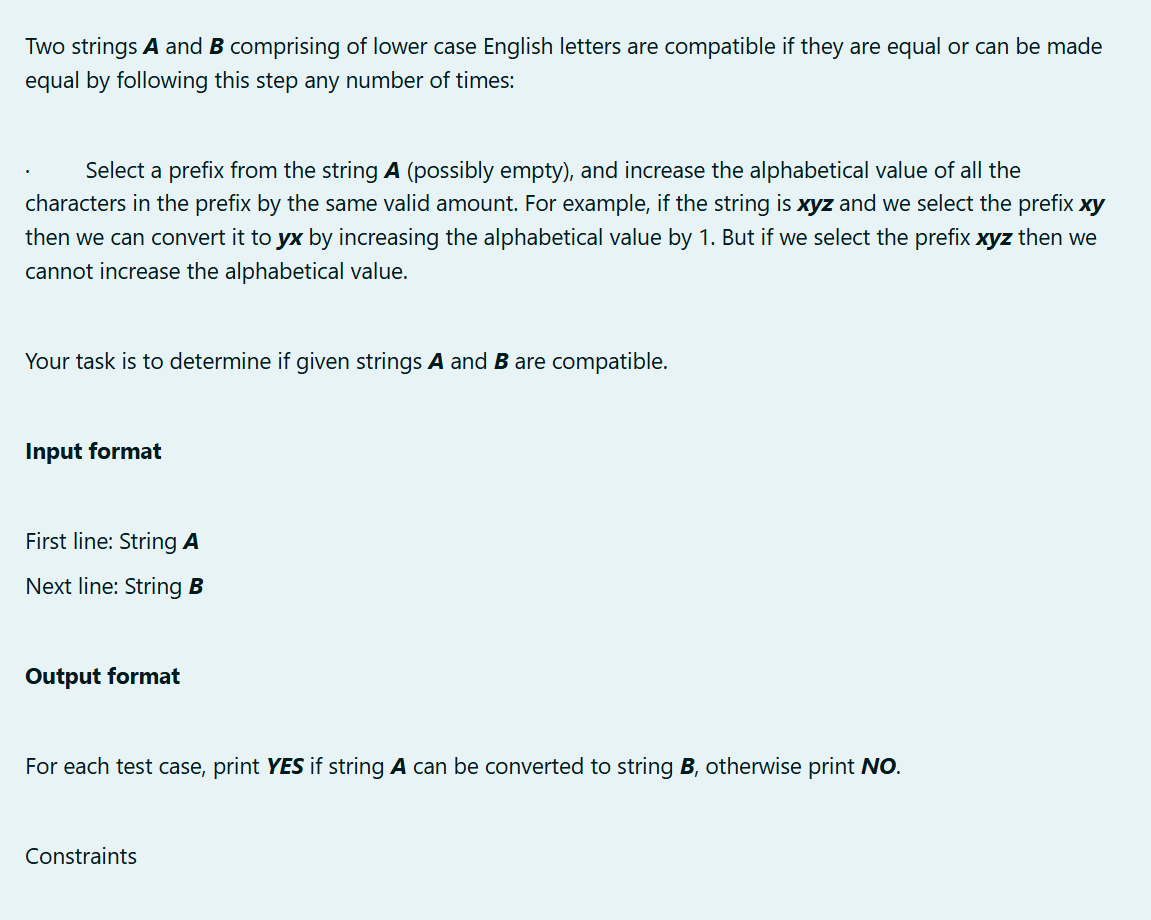 Two strings A and B comprising of lower case English letters are compatible if they are equal or can be made
equal by following this step any number of times:
· Select a prefix from the string A (possibly empty), and increase the alphabetical value of all the
characters in the prefix by the same valid amount. For example, if the string is xyz and we select the prefix xy
then we can convert it to yx by increasing the alphabetical value by 1. But if we select the prefix xyz then we
cannot increase the alphabetical value.
Your task is to determine if given strings A and B are compatible.
Input format
First line: String A
Next line: String B
Output format
For each test case, print YES if string A can be converted to string B, otherwise print NO.
Constraints